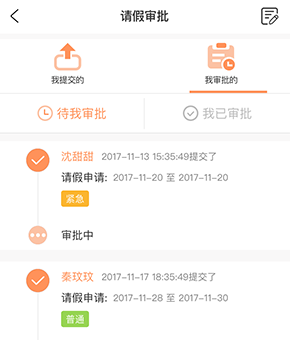 请假审批
我提交的
我审批的
待我审批
我已审批
沈甜甜 2017-11-13 15:35:49提交了
请假申请: 2017-11-20 至 2017-11-20
紧急
审批中
秦玟玟 2017-11-17 18:35:49提交了
请假申请: 2017-11-28 至 2017-11-30
普通